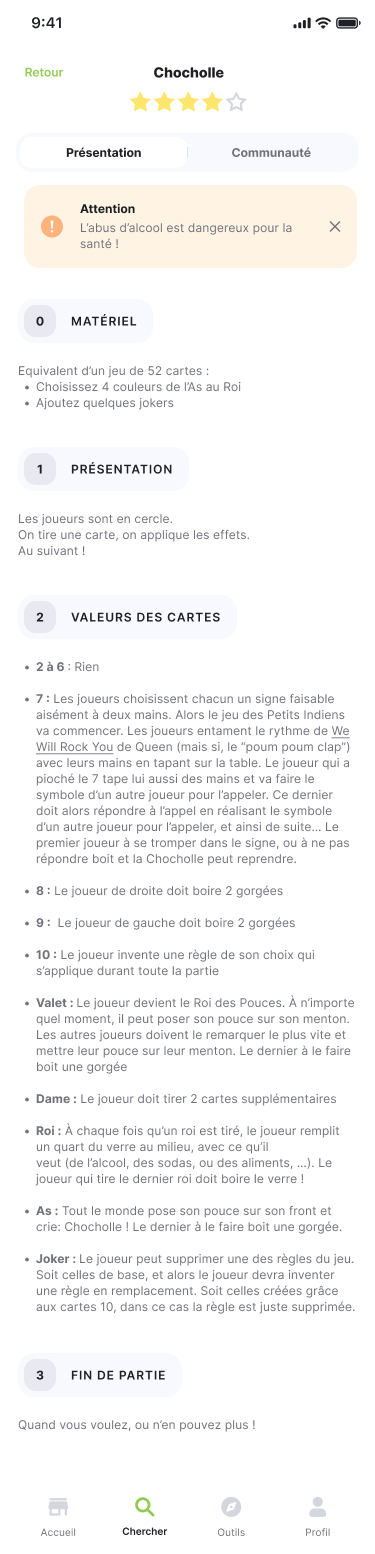 9:41
Retour
Chocholle
Présentation
Communauté
Attention
L’abus d’alcool est dangereux pour la
santé !
0 MATÉRIEL
Equivalent d’un jeu de 52 cartes :
• Choisissez 4 couleurs de l’As au Roi
• Ajoutez quelques jokers
1 PRÉSENTATION
Les joueurs sont en cercle.
On tire une carte, on applique les effets.
Au suivant !
2 VALEURS DES CARTES
• 2 à 6 : Rien
• 7 : Les joueurs choisissent chacun un signe faisable
aisément à deux mains. Alors le jeu des Petits Indiens
va commencer. Les joueurs entament le rythme de We
Will Rock You de Queen (mais si, le “poum poum clap”)
avec leurs mains en tapant sur la table. Le joueur qui a
pioché le 7 tape lui aussi des mains et va faire le
symbole d’un autre joueur pour l’appeler. Ce dernier
doit alors répondre à l’appel en réalisant le symbole
d’un autre joueur pour l’appeler, et ainsi de suite... Le
premier joueur à se tromper dans le signe, ou à ne pas
répondre boit et la Chocholle peut reprendre.
• 8 : Le joueur de droite doit boire 2 gorgées
• 9 : Le joueur de gauche doit boire 2 gorgées
• 10 : Le joueur invente une règle de son choix qui
s’applique durant toute la partie
• Valet : Le joueur devient le Roi des Pouces. À n’importe
quel moment, il peut poser son pouce sur son menton.
Les autres joueurs doivent le remarquer le plus vite et
mettre leur pouce sur leur menton. Le dernier à le faire
boit une gorgée
• Dame : Le joueur doit tirer 2 cartes supplémentaires
• Roi : À chaque fois qu’un roi est tiré, le joueur remplit
un quart du verre au milieu, avec ce qu’il
veut (de l’alcool, des sodas, ou des aliments, ...). Le
joueur qui tire le dernier roi doit boire le verre !
• As : Tout le monde pose son pouce sur son front et
crie: Chocholle ! Le dernier à le faire boit une gorgée.
• Joker : Le joueur peut supprimer une des règles du jeu.
Soit celles de base, et alors le joueur devra inventer
une règle en remplacement. Soit celles créées grâce
aux cartes 10, dans ce cas la règle est juste supprimée.
3 FIN DE PARTIE
Quand vous voulez, ou n’en pouvez plus !
Accueil
Chercher
Outils
Profil